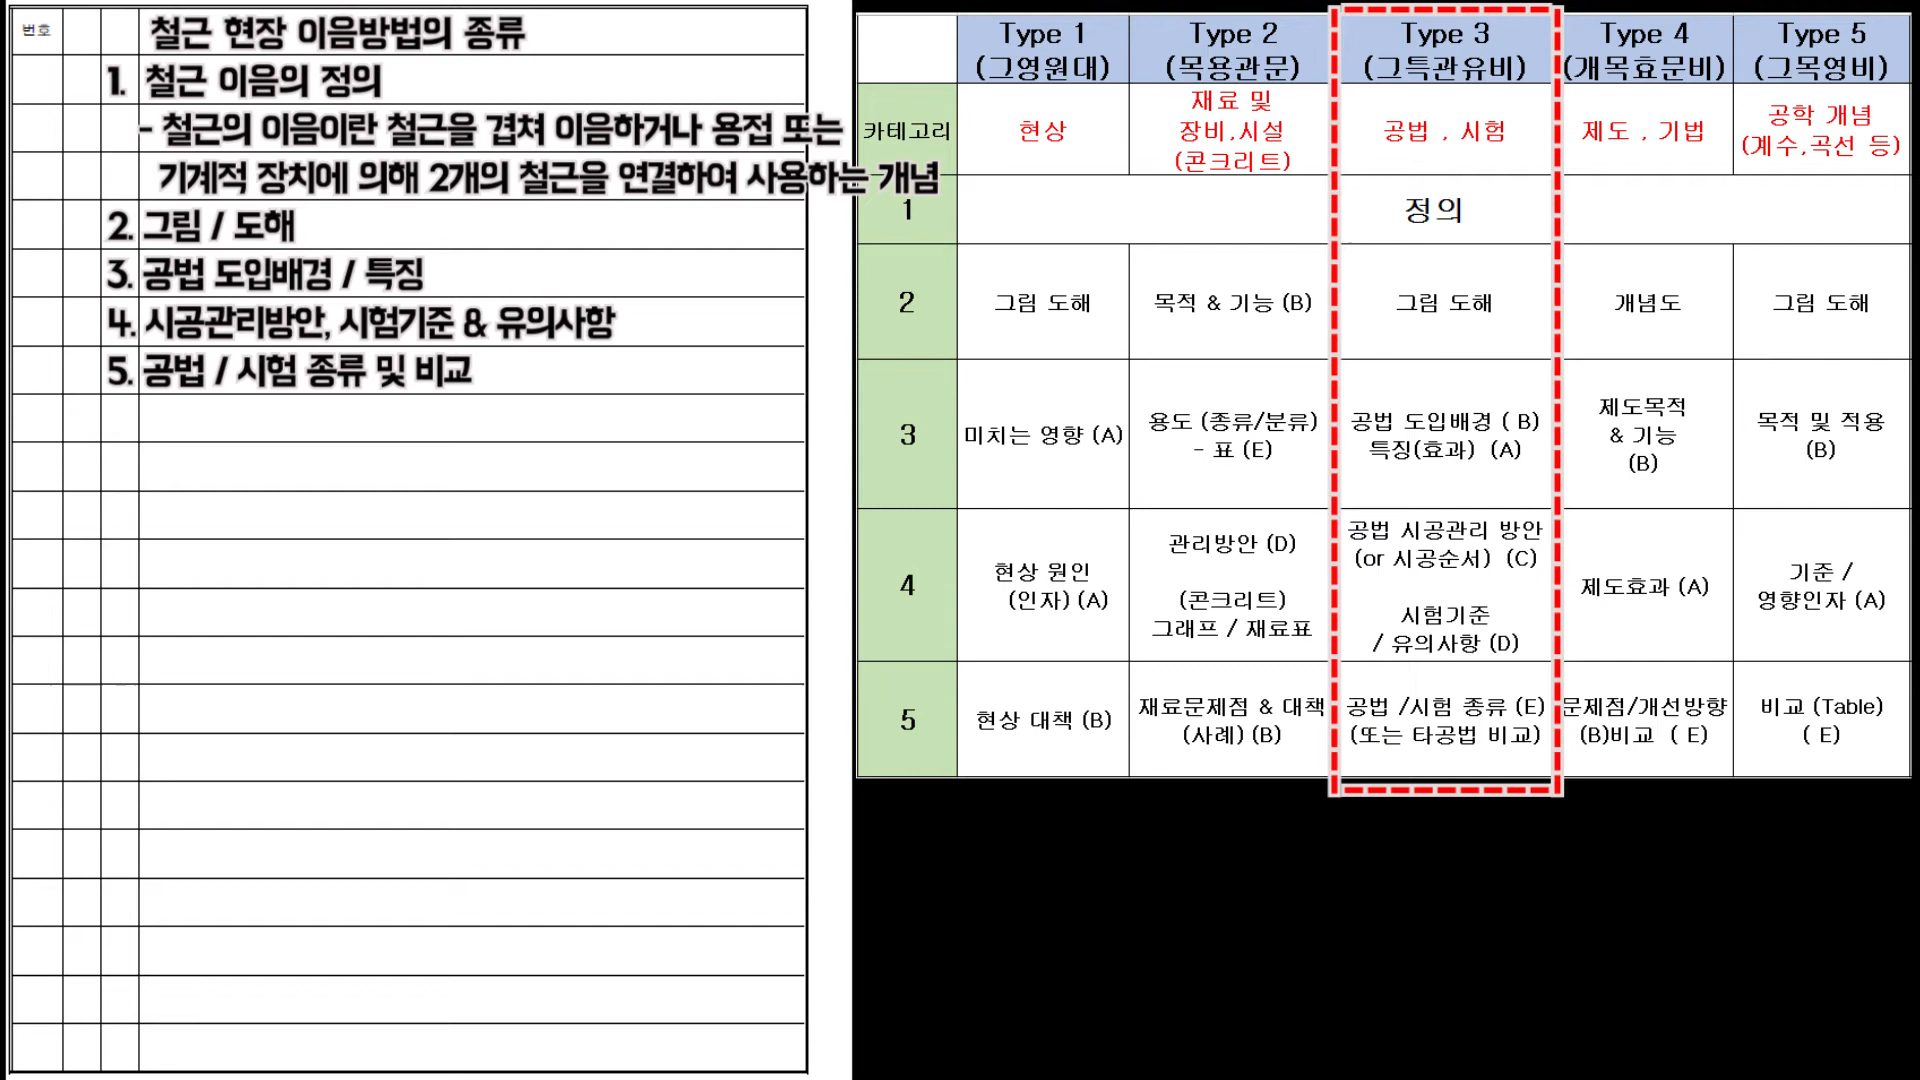 번호
철근 현장 이음방법의 종류
1. 철근 이음의 정의
- 철근의 이음이란 철근을 겹쳐 이음하거나 용접 또는
기계적 장치에 의해 2개의 철근을 연결하여 사용하는 개념
2. 그림 / 도해
3. 공법 도입배경 / 특징
4. 시공관리방안, 시험기준 & 유의사항
5. 공법 / 시험 종류 및 비교
Type 1
(그영원대)
Type 2
(목용관문)
Type 3
(그특관유비)
Type 4
(개목효문비)
Type 5
(그목영비)
카테고리
현상
재료 및
장비,시설
(콘크리트)
공법 , 시험
제도 , 기법
공학 개념
(계수,곡선 등)
1
정의
2
그림 도해
목적 & 기능 (B)
그림 도해
개념도
그림 도해
3
미치는 영향 (A)
용도 (종류/분류)
- 표 (E)
공법 도입배경 ( B)
특징(효과) (A)
제도목적
& 기능
(B)
목적 및 적용
(B)
4
현상 원인
(인자) (A)
관리방안 (D)
(콘크리트)
그래프 / 재료표
공법 시공관리 방안
(or 시공순서) (C)
시험기준
/ 유의사항 (D)
제도효과 (A)
기준 /
영향인자 (A)
5
현상 대책 (B)
재료문제점 & 대책
(사례) (B)
공법 /시험 종류 (E)
(또는 타공법 비교)
문제점/개선방향
(B)비교 ( E)
비교 (Table)
( E)